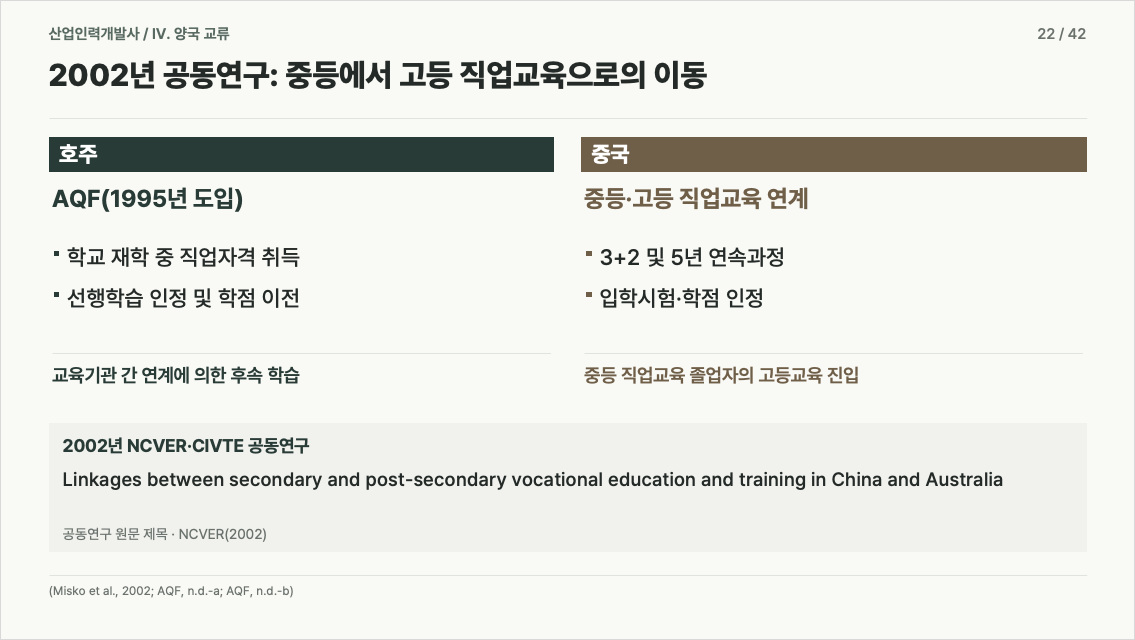 산업인력개발사 / Ⅳ. 양국 교류
22 / 42
2002년 공동연구: 중등에서 고등 직업교육으로의 이동
호주
AQF(1995년 도입)
▪ 학교 재학 중 직업자격 취득
▪ 선행학습 인정 및 학점 이전
교육기관 간 연계에 의한 후속 학습
중국
중등·고등 직업교육 연계
▪ 3+2 및 5년 연속과정
▪ 입학시험·학점 인정
중등 직업교육 졸업자의 고등교육 진입
2002년 NCVER·CIVTE 공동연구
Linkages between secondary and post-secondary vocational education and training in China and Australia
공동연구 원문 제목 · NCVER(2002)
(Misko et al., 2002; AQF, n.d.-a; AQF, n.d.-b)